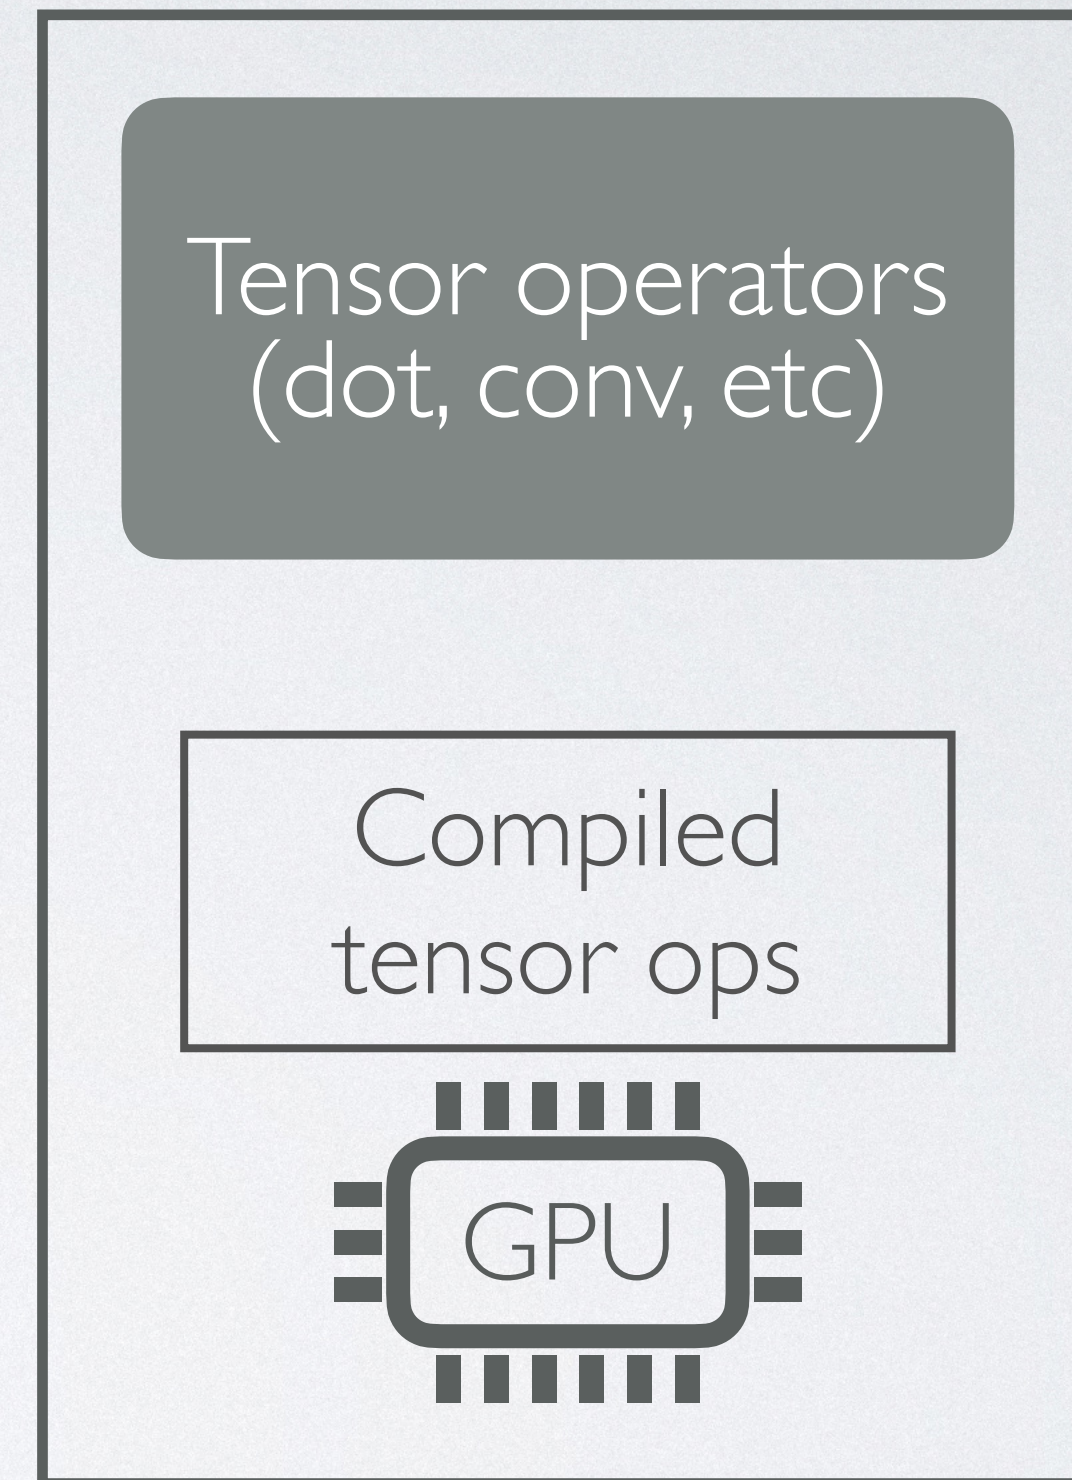 Tensor operators
(dot, conv, etc)
Compiled
tensor ops
GPU